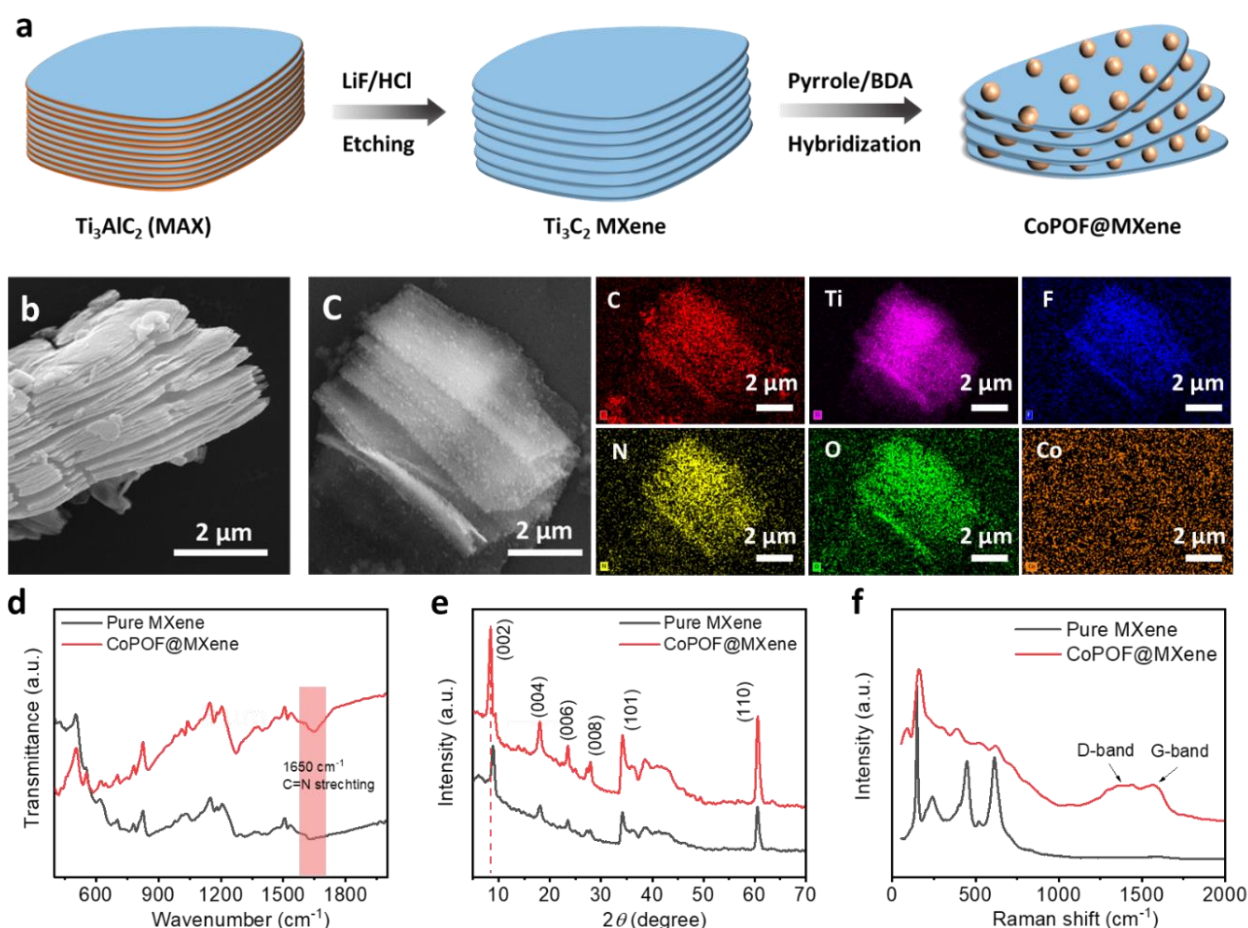 a
LiF/HCl
Etching
Pyrrole/BDA
Hybridization
Ti₃AlC₂ (MAX)
Ti₃C₂ MXene
CoPOF@MXene
b
2 μm
C
2 μm
C
2 μm
Ti
2 μm
F
2 μm
N
2 μm
O
2 μm
Co
2 μm
d
Pure MXene
CoPOF@MXene
1650 cm⁻¹
C=N strechting
Transmittance (a.u.)
600
900
1200
1500
1800
Wavenumber (cm⁻¹)
e
Pure MXene
CoPOF@MXene
(002)
(004)
(006)
(008)
(101)
(110)
Intensity (a.u.)
10
20
30
40
50
60
70
2θ (degree)
f
Pure MXene
CoPOF@MXene
D-band
G-band
Intensity (a.u.)
0
500
1000
1500
2000
Raman shift (cm⁻¹)